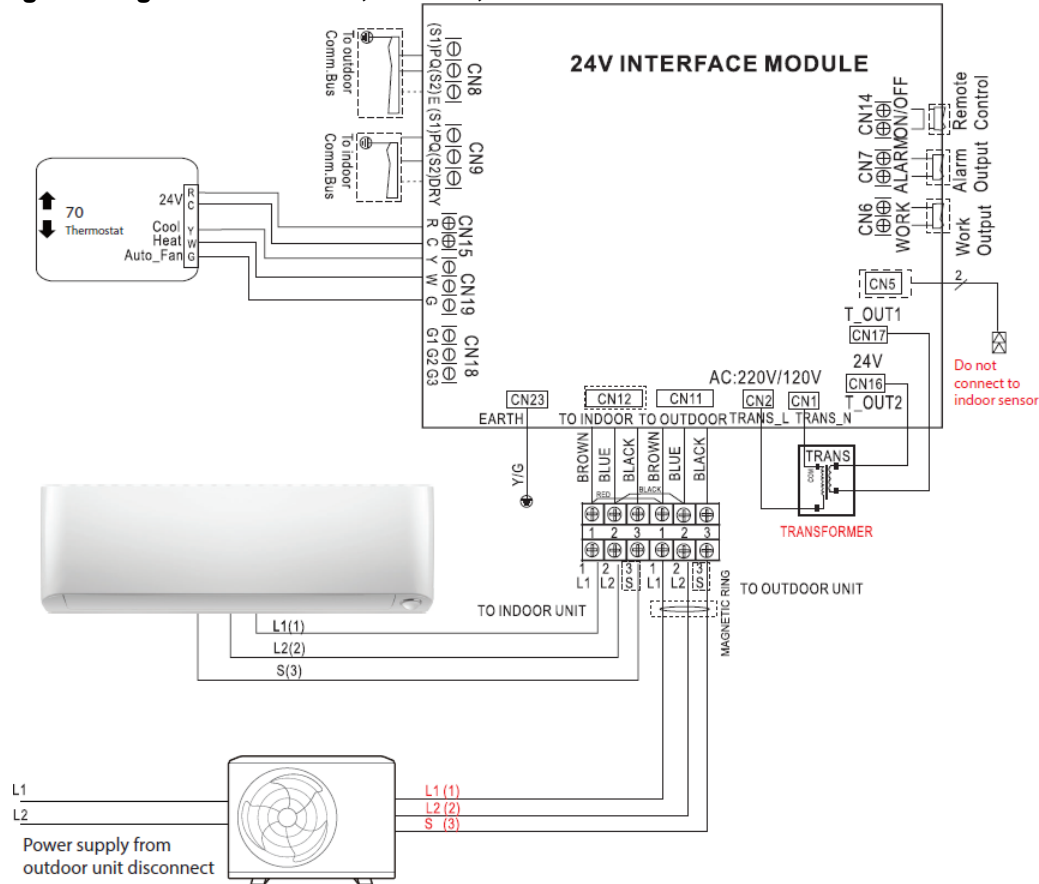 24V INTERFACE MODULE
To outdoor
Comm.Bus
(S1)PQ(S2)E
CN8
To indoor
Comm.Bus
(S1)PQ(S2)DRY
CN9
R
C
CN15
Y
W
G
CN19
G1 G2 G3
CN18
70
Thermostat
24V
Cool
Heat
Auto_Fan
R
C
Y
W
G
CN14
ON/OFF
Remote
Control
CN7
ALARM
Alarm
Output
CN6
WORK
Work
Output
CN5
2
Do not
connect to
indoor sensor
T_OUT1
CN17
24V
CN16
T_OUT2
AC:220V/120V
CN23
CN12
CN11
CN2
CN1
EARTH
TO INDOOR
TO OUTDOOR
TRANS_L
TRANS_N
Y/G
BROWN
BLUE
BLACK
BROWN
BLUE
BLACK
RED
BLACK
TRANS
COM
TRANSFORMER
1 2 3 1 2 3
1 2 3 1 2 3
L1 L2 S L1 L2 S
TO INDOOR UNIT
TO OUTDOOR UNIT
MAGNETIC RING
L1(1)
L2(2)
S(3)
L1
L2
L1 (1)
L2 (2)
S (3)
Power supply from
outdoor unit disconnect